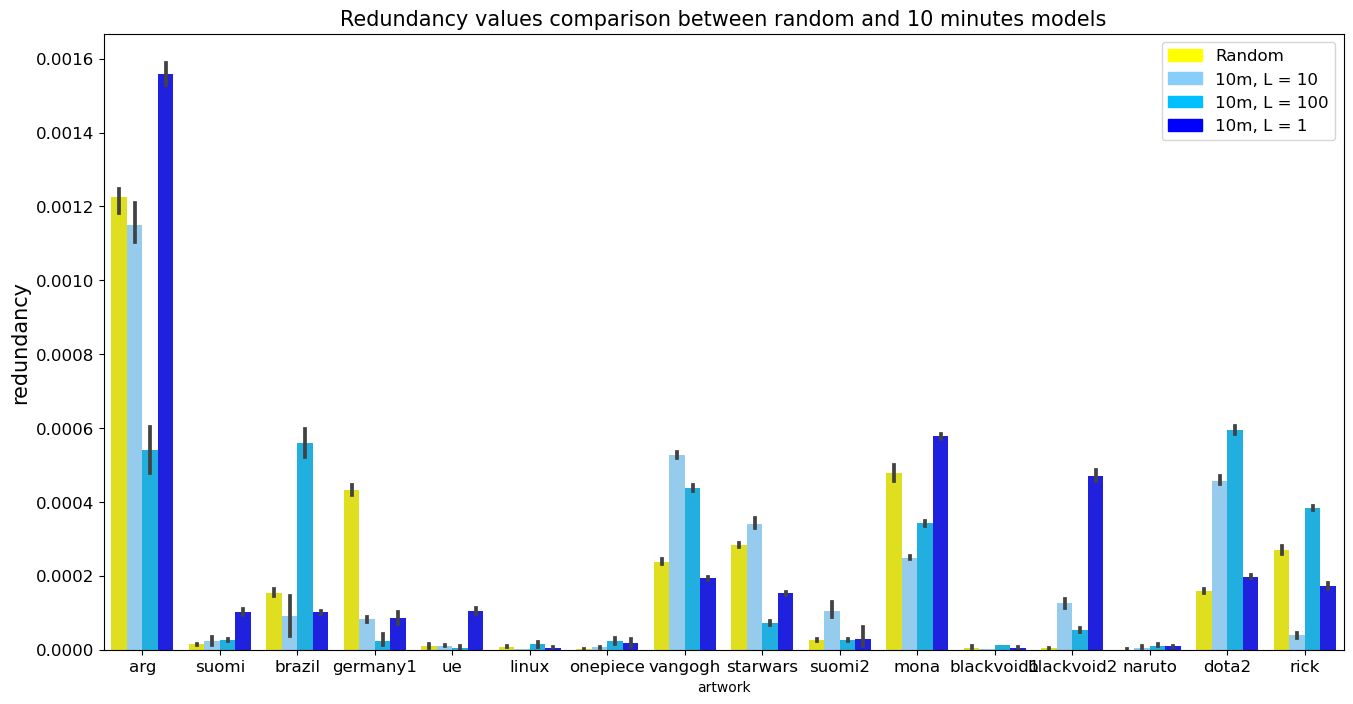 Redundancy values comparison between random and 10 minutes models
Random
10m, L = 10
10m, L = 100
10m, L = 1
redundancy
0.0016
0.0014
0.0012
0.0010
0.0008
0.0006
0.0004
0.0002
0.0000
arg suomi brazil germany1 ue linux onepiece vangogh starwars suomi2 mona blackvoid1 blackvoid2 naruto dota2 rick
artwork